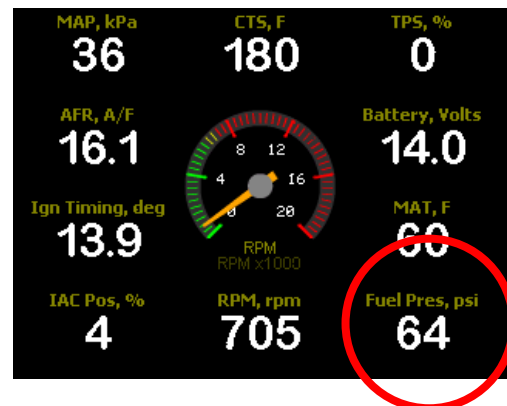 MAP, kPa CTS, F TPS, %
36 180 0
AFR, A/F Battery, Volts
16.1 14.0
8 12
4 16
0 20
Ign Timing, deg MAT, F
13.9 60
RPM
RPM x1000
IAC Pos, % RPM, rpm Fuel Pres, psi
4 705 64